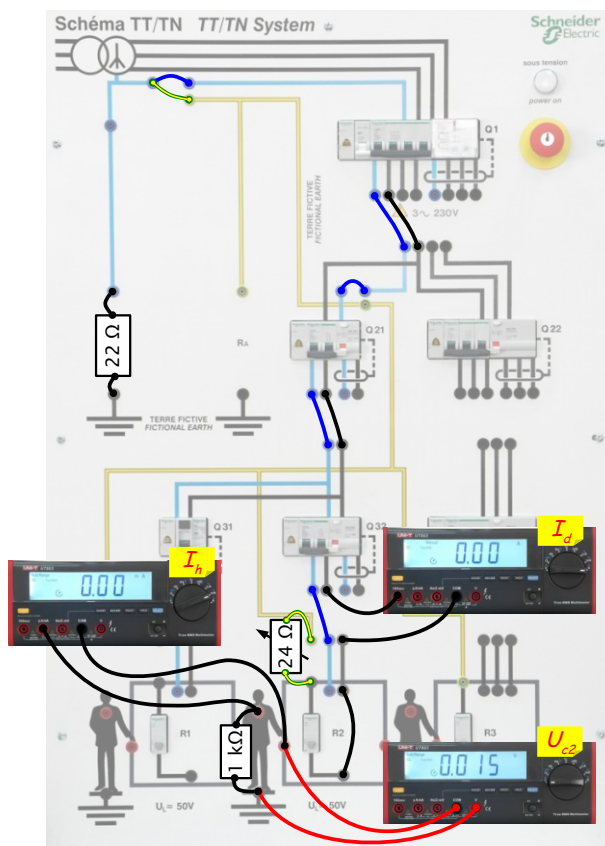 Schéma TT/TN TT/TN System
Schneider
Electric
sous tension
power on
Q1
3~ 230V
TERRE FICTIVE
FICTIONAL EARTH
22 Ω
RA
Q21
Q22
TERRE FICTIVE
FICTIONAL EARTH
Q31
Q32
Ih
0.00
Id
0.00
24 Ω
R1
1 kΩ
R2
R3
Uc2
0.015
UL= 50V
UL= 50V